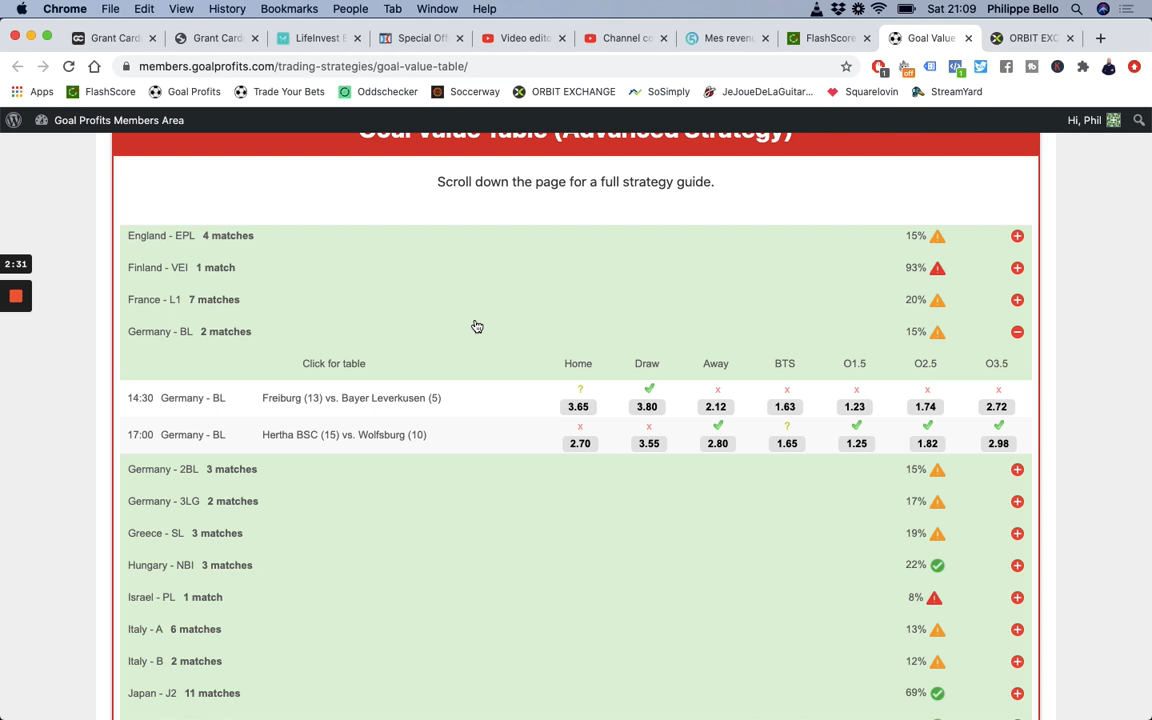 Chrome File Edit View History Bookmarks People Tab Window Help Sat 21:09 Philippe Bello
Grant Card Grant Card LifeInvest E Special Off Video edito Channel co Mes reven FlashScore Goal Value ORBIT EXC
members.goalprofits.com/trading-strategies/goal-value-table/
Apps FlashScore Goal Profits Trade Your Bets Oddschecker Soccerway ORBIT EXCHANGE SoSimply JeJoueDeLaGuitar... Squarelovin StreamYard
Goal Profits Members Area Hi, Phil
Goal Value Table (Advanced Strategy)
Scroll down the page for a full strategy guide.
England - EPL 4 matches 15%
2:31
Finland - VEI 1 match 93%
France - L1 7 matches 20%
Germany - BL 2 matches 15%
Click for table Home Draw Away BTS O1.5 O2.5 O3.5
? x x x x x
14:30 Germany - BL Freiburg (13) vs. Bayer Leverkusen (5)
3.65 3.80 2.12 1.63 1.23 1.74 2.72
x x ?
17:00 Germany - BL Hertha BSC (15) vs. Wolfsburg (10)
2.70 3.55 2.80 1.65 1.25 1.82 2.98
Germany - 2BL 3 matches 15%
Germany - 3LG 2 matches 17%
Greece - SL 3 matches 19%
Hungary - NBI 3 matches 22%
Israel - PL 1 match 8%
Italy - A 6 matches 13%
Italy - B 2 matches 12%
Japan - J2 11 matches 69%